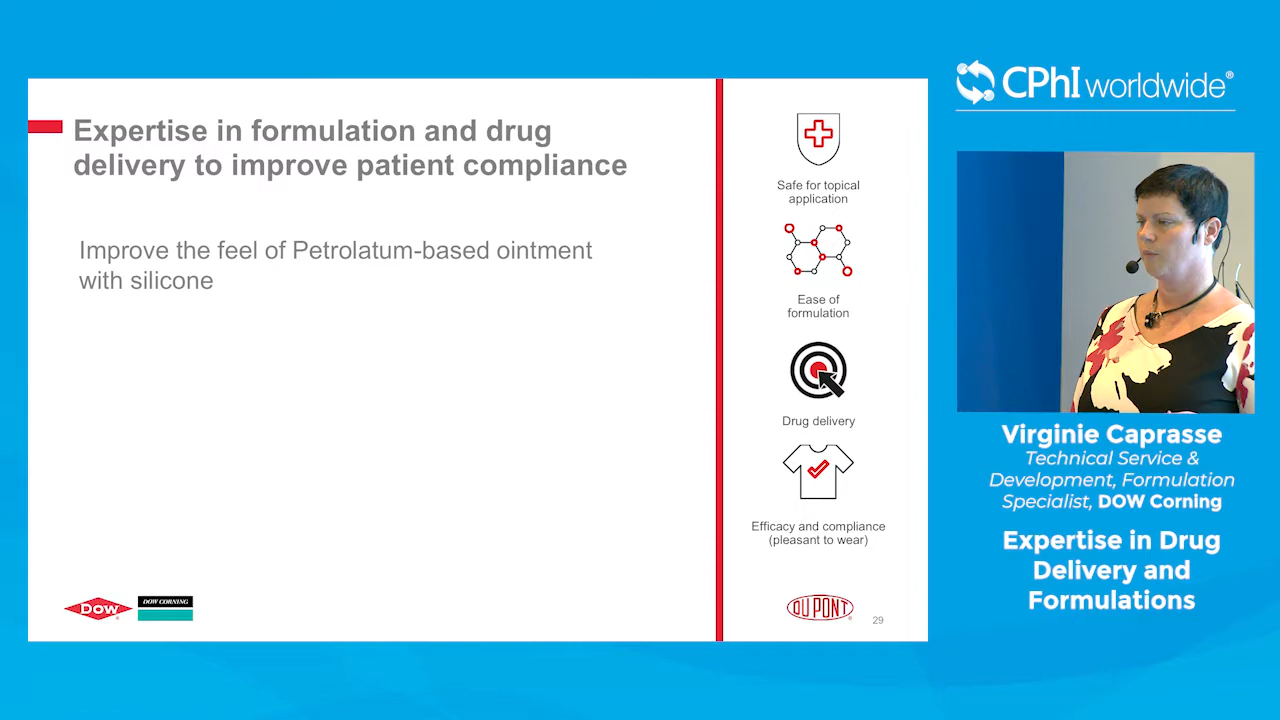 Expertise in formulation and drug
delivery to improve patient compliance
Improve the feel of Petrolatum-based ointment
with silicone
Safe for topical
application
Ease of
formulation
Drug delivery
Efficacy and compliance
(pleasant to wear)
DOW
DOW CORNING
DUPONT
29
CPhI worldwide®
Virginie Caprasse
Technical Service &
Development, Formulation
Specialist, DOW Corning
Expertise in Drug
Delivery and
Formulations